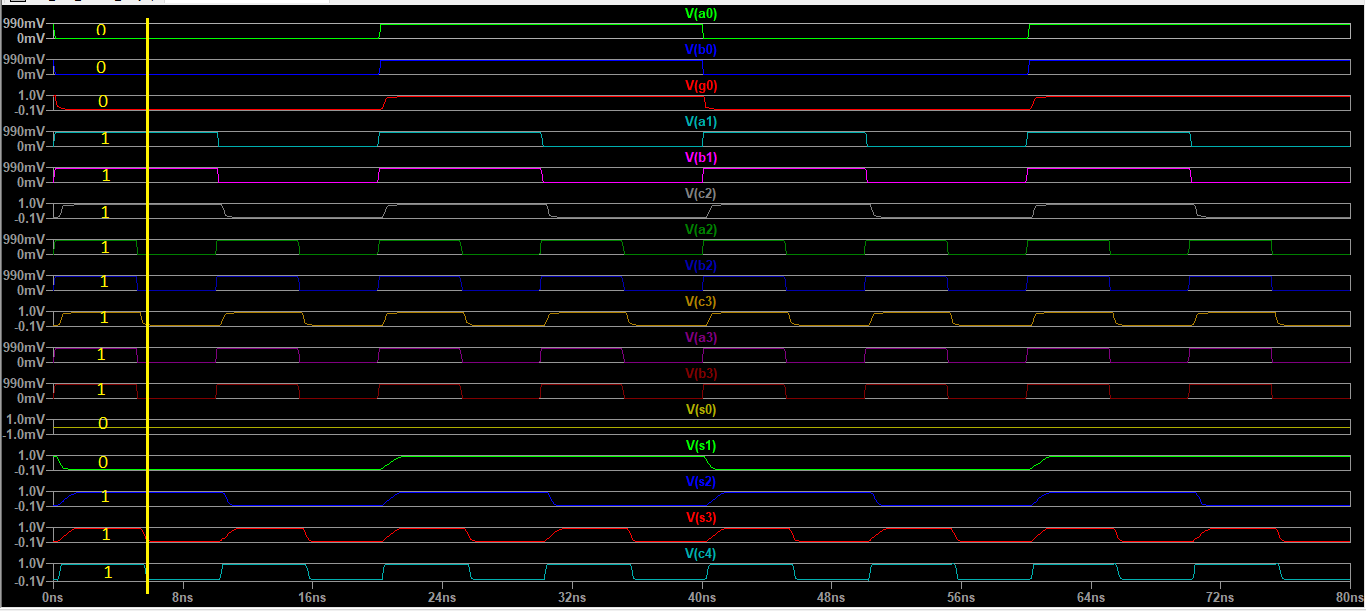 V(a0)
990mV
0
0mV
V(b0)
990mV
0
0mV
V(g0)
1.0V
0
-0.1V
V(a1)
990mV
1
0mV
V(b1)
990mV
1
0mV
V(c2)
1.0V
1
-0.1V
V(a2)
990mV
1
0mV
V(b2)
990mV
1
0mV
V(c3)
1.0V
1
-0.1V
V(a3)
990mV
1
0mV
V(b3)
990mV
1
0mV
V(s0)
1.0mV
0
-1.0mV
V(s1)
1.0V
0
-0.1V
V(s2)
1.0V
1
-0.1V
V(s3)
1.0V
1
-0.1V
V(c4)
1.0V
1
-0.1V
0ns 8ns 16ns 24ns 32ns 40ns 48ns 56ns 64ns 72ns 80ns